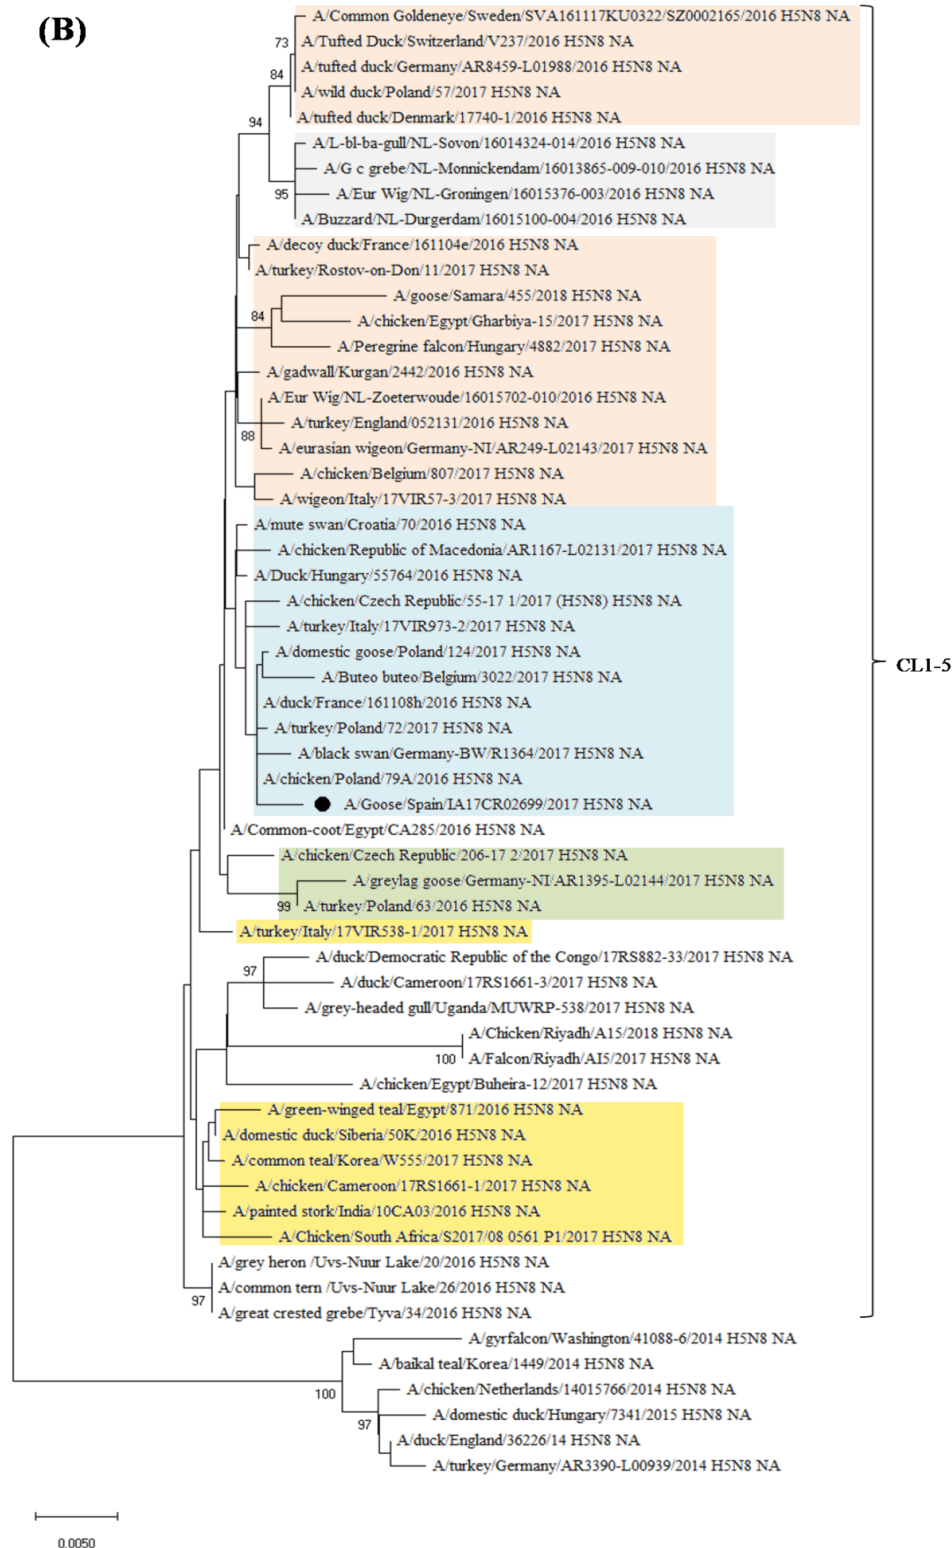 (B)
A/Common Goldeneye/Sweden/SVA161117KU0322/SZ0002165/2016 H5N8 NA
73
A/Tufted Duck/Switzerland/V237/2016 H5N8 NA
A/tufted duck/Germany/AR8459-L01988/2016 H5N8 NA
84
A/wild duck/Poland/57/2017 H5N8 NA
A/tufted duck/Denmark/17740-1/2016 H5N8 NA
94
A/L-bl-ba-gull/NL-Sovon/16014324-014/2016 H5N8 NA
A/G c grebe/NL-Monnickendam/16013865-009-010/2016 H5N8 NA
A/Eur Wig/NL-Groningen/16015376-003/2016 H5N8 NA
95
A/Buzzard/NL-Durgerdam/16015100-004/2016 H5N8 NA
A/decoy duck/France/161104e/2016 H5N8 NA
A/turkey/Rostov-on-Don/11/2017 H5N8 NA
A/goose/Samara/455/2018 H5N8 NA
84
A/chicken/Egypt/Gharbiya-15/2017 H5N8 NA
A/Peregrine falcon/Hungary/4882/2017 H5N8 NA
A/gadwall/Kurgan/2442/2016 H5N8 NA
A/Eur Wig/NL-Zoeterwoude/16015702-010/2016 H5N8 NA
A/turkey/England/052131/2016 H5N8 NA
88
A/eurasian wigeon/Germany-NI/AR249-L02143/2017 H5N8 NA
A/chicken/Belgium/807/2017 H5N8 NA
A/wigeon/Italy/17VIR57-3/2017 H5N8 NA
A/mute swan/Croatia/70/2016 H5N8 NA
A/chicken/Republic of Macedonia/AR1167-L02131/2017 H5N8 NA
A/Duck/Hungary/55764/2016 H5N8 NA
A/chicken/Czech Republic/55-17 1/2017 (H5N8) H5N8 NA
A/turkey/Italy/17VIR973-2/2017 H5N8 NA
A/domestic goose/Poland/124/2017 H5N8 NA
CL1-5
A/Buteo buteo/Belgium/3022/2017 H5N8 NA
A/duck/France/161108h/2016 H5N8 NA
A/turkey/Poland/72/2017 H5N8 NA
A/black swan/Germany-BW/R1364/2017 H5N8 NA
A/chicken/Poland/79A/2016 H5N8 NA
A/Goose/Spain/IA17CR02699/2017 H5N8 NA
A/Common-coot/Egypt/CA285/2016 H5N8 NA
A/chicken/Czech Republic/206-17 2/2017 H5N8 NA
A/greylag goose/Germany-NI/AR1395-L02144/2017 H5N8 NA
99
A/turkey/Poland/63/2016 H5N8 NA
A/turkey/Italy/17VIR538-1/2017 H5N8 NA
A/duck/Democratic Republic of the Congo/17RS882-33/2017 H5N8 NA
97
A/duck/Cameroon/17RS1661-3/2017 H5N8 NA
A/grey-headed gull/Uganda/MUWRP-538/2017 H5N8 NA
A/Chicken/Riyadh/A15/2018 H5N8 NA
100
A/Falcon/Riyadh/AI5/2017 H5N8 NA
A/chicken/Egypt/Buheira-12/2017 H5N8 NA
A/green-winged teal/Egypt/871/2016 H5N8 NA
A/domestic duck/Siberia/50K/2016 H5N8 NA
A/common teal/Korea/W555/2017 H5N8 NA
A/chicken/Cameroon/17RS1661-1/2017 H5N8 NA
A/painted stork/India/10CA03/2016 H5N8 NA
A/Chicken/South Africa/S2017/08 0561 P1/2017 H5N8 NA
A/grey heron /Uvs-Nuur Lake/20/2016 H5N8 NA
A/common tern /Uvs-Nuur Lake/26/2016 H5N8 NA
97
A/great crested grebe/Tyva/34/2016 H5N8 NA
A/gyrfalcon/Washington/41088-6/2014 H5N8 NA
A/baikal teal/Korea/1449/2014 H5N8 NA
100
A/chicken/Netherlands/14015766/2014 H5N8 NA
A/domestic duck/Hungary/7341/2015 H5N8 NA
97
A/duck/England/36226/14 H5N8 NA
A/turkey/Germany/AR3390-L00939/2014 H5N8 NA
0.0050